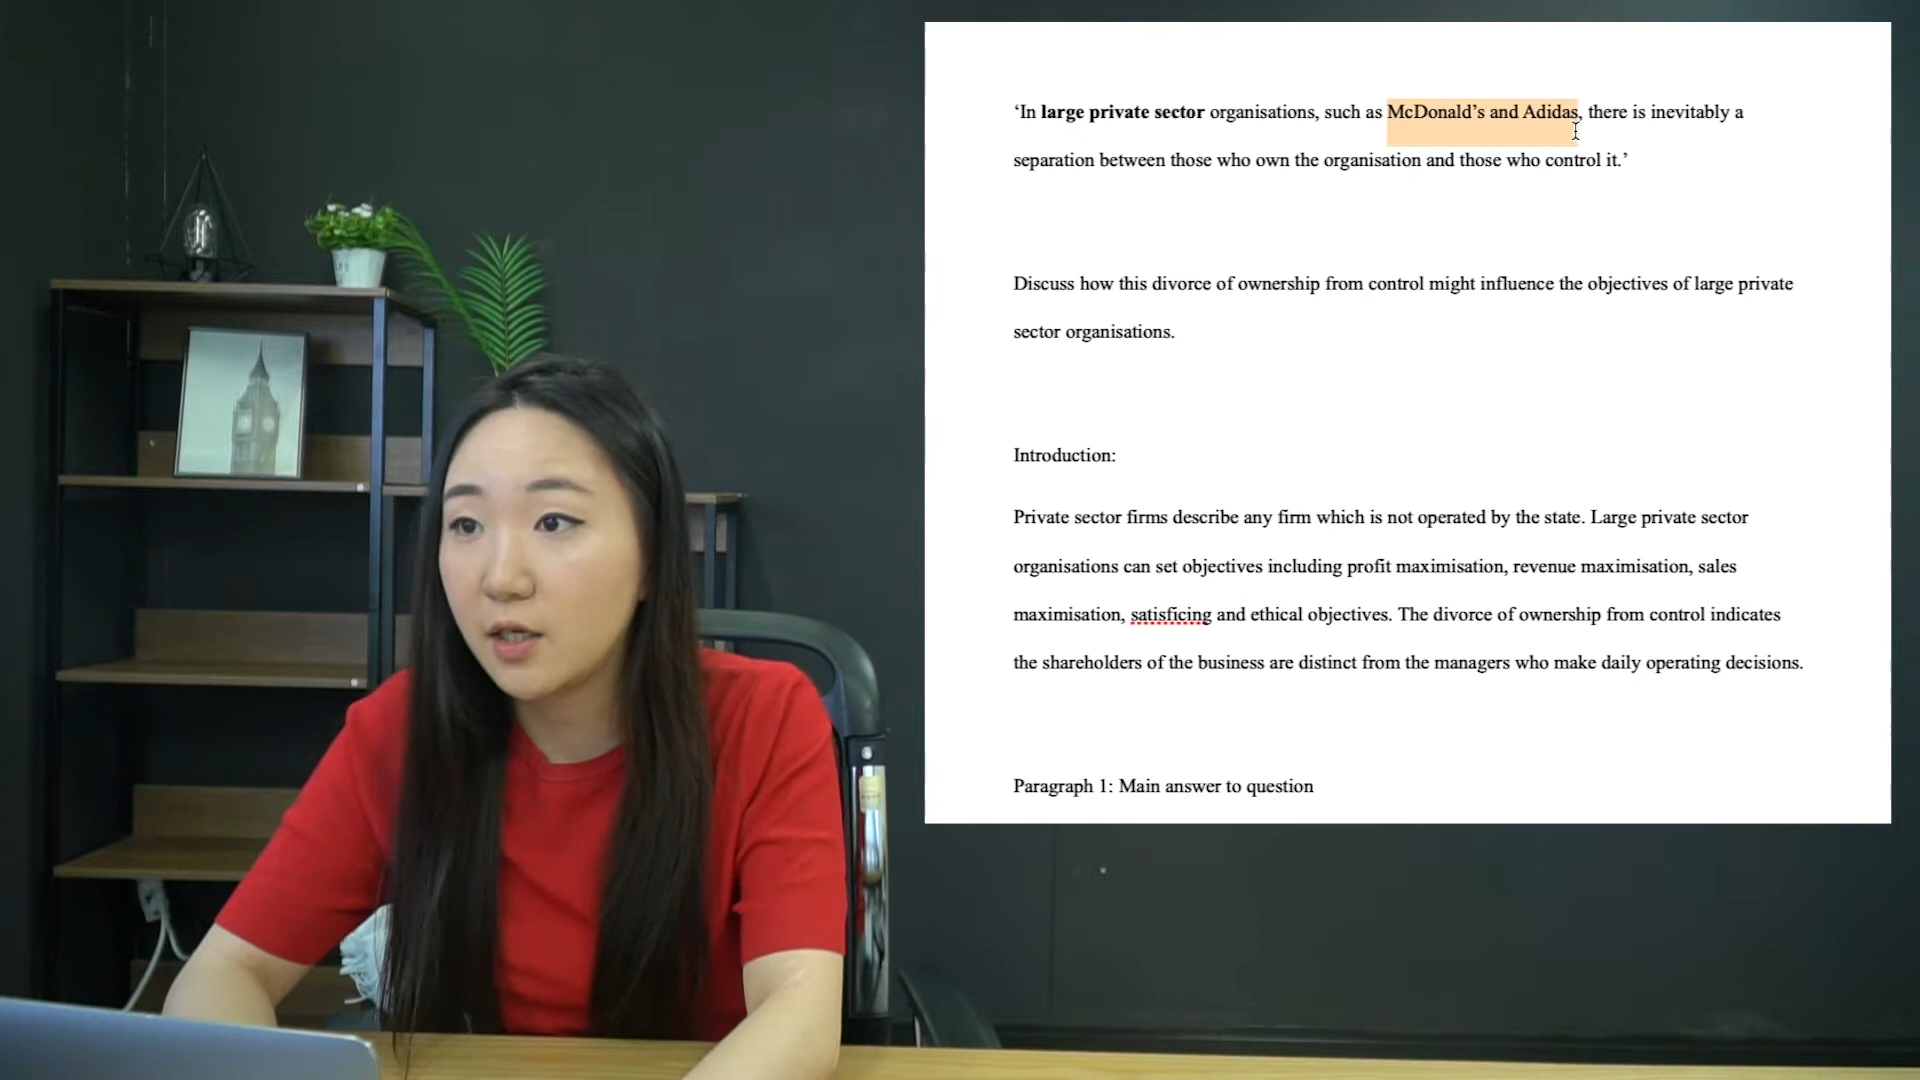 ‘In large private sector organisations, such as McDonald’s and Adidas, there is inevitably a
separation between those who own the organisation and those who control it.’
Discuss how this divorce of ownership from control might influence the objectives of large private
sector organisations.
Introduction:
Private sector firms describe any firm which is not operated by the state. Large private sector
organisations can set objectives including profit maximisation, revenue maximisation, sales
maximisation, satisficing and ethical objectives. The divorce of ownership from control indicates
the shareholders of the business are distinct from the managers who make daily operating decisions.
Paragraph 1: Main answer to question